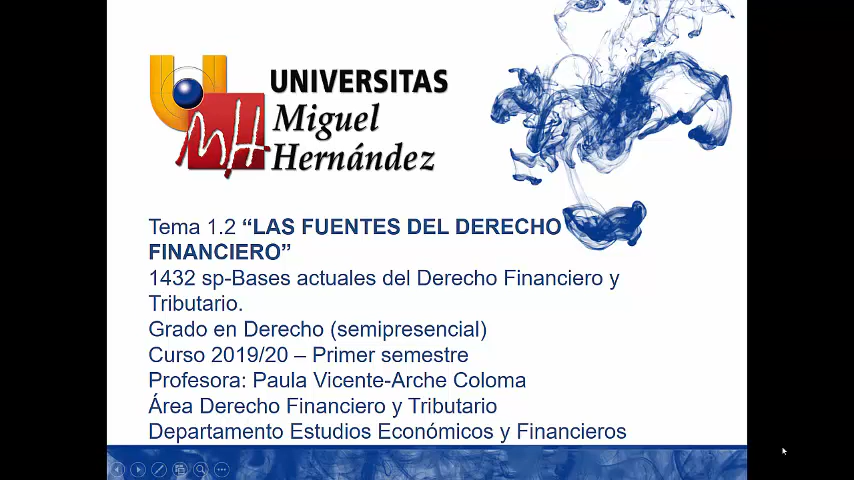 UNIVERSITAS
Miguel
Hernández
UMH
Tema 1.2 “LAS FUENTES DEL DERECHO
FINANCIERO”
1432 sp-Bases actuales del Derecho Financiero y
Tributario.
Grado en Derecho (semipresencial)
Curso 2019/20 – Primer semestre
Profesora: Paula Vicente-Arche Coloma
Área Derecho Financiero y Tributario
Departamento Estudios Económicos y Financieros